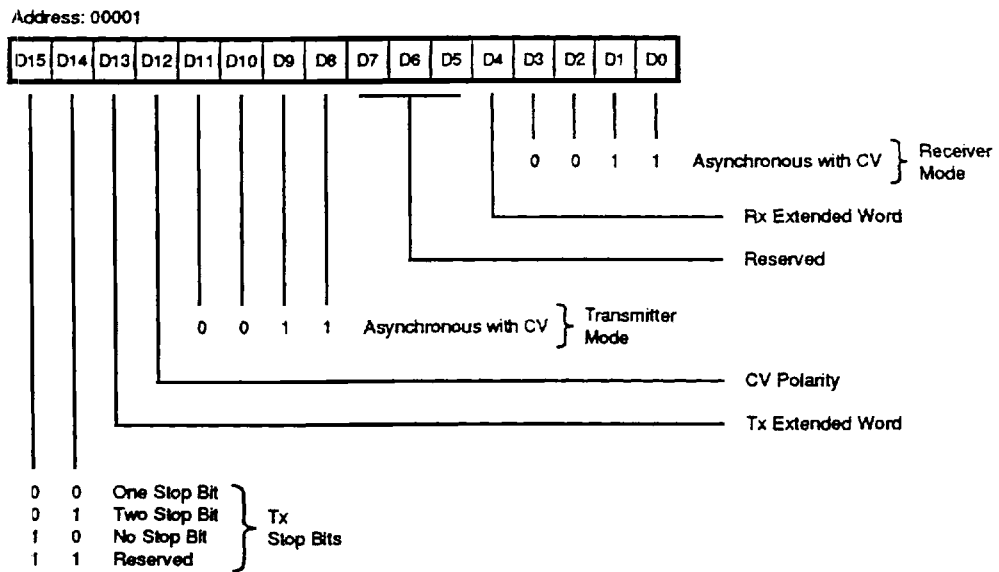 Address: 00001
D15 D14 D13 D12 D11 D10 D9 D8 D7 D6 D5 D4 D3 D2 D1 D0
0 0 1 1 Asynchronous with CV
Receiver
Mode
Rx Extended Word
Reserved
0 0 1 1 Asynchronous with CV
Transmitter
Mode
CV Polarity
Tx Extended Word
0 0 One Stop Bit
0 1 Two Stop Bit
1 0 No Stop Bit
1 1 Reserved
Tx
Stop Bits